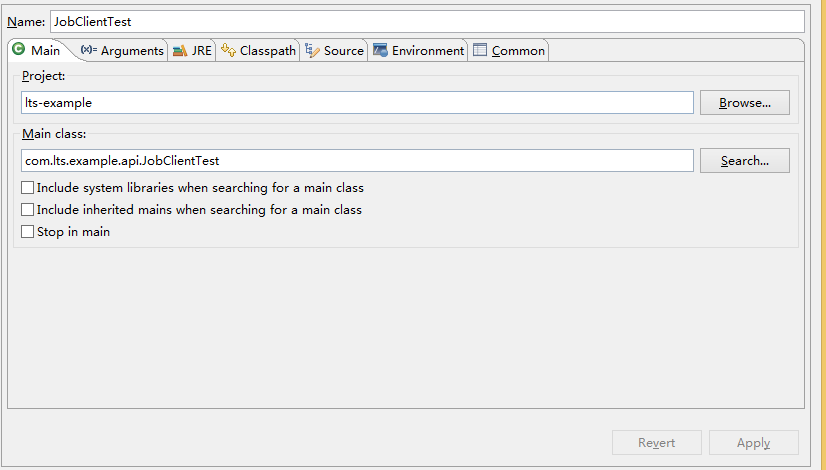 Name: JobClientTest
Main (x)= Arguments JRE Classpath Source Environment Common
Project:
lts-example Browse...
Main class:
com.lts.example.api.JobClientTest Search...
Include system libraries when searching for a main class
Include inherited mains when searching for a main class
Stop in main
Revert Apply